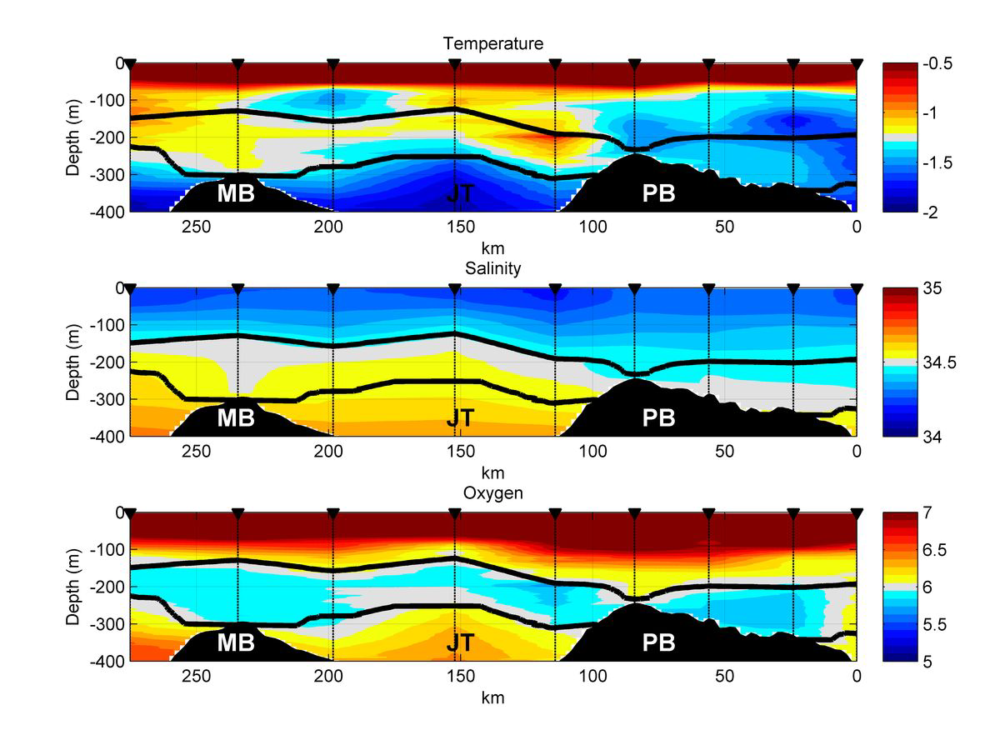 Temperature
Depth (m)
0
-100
-200
-300
-400
MB
JT
PB
250
200
150
100
50
0
km
-0.5
-1
-1.5
-2
Salinity
Depth (m)
0
-100
-200
-300
-400
MB
JT
PB
250
200
150
100
50
0
km
35
34.5
34
Oxygen
Depth (m)
0
-100
-200
-300
-400
MB
JT
PB
250
200
150
100
50
0
km
7
6.5
6
5.5
5